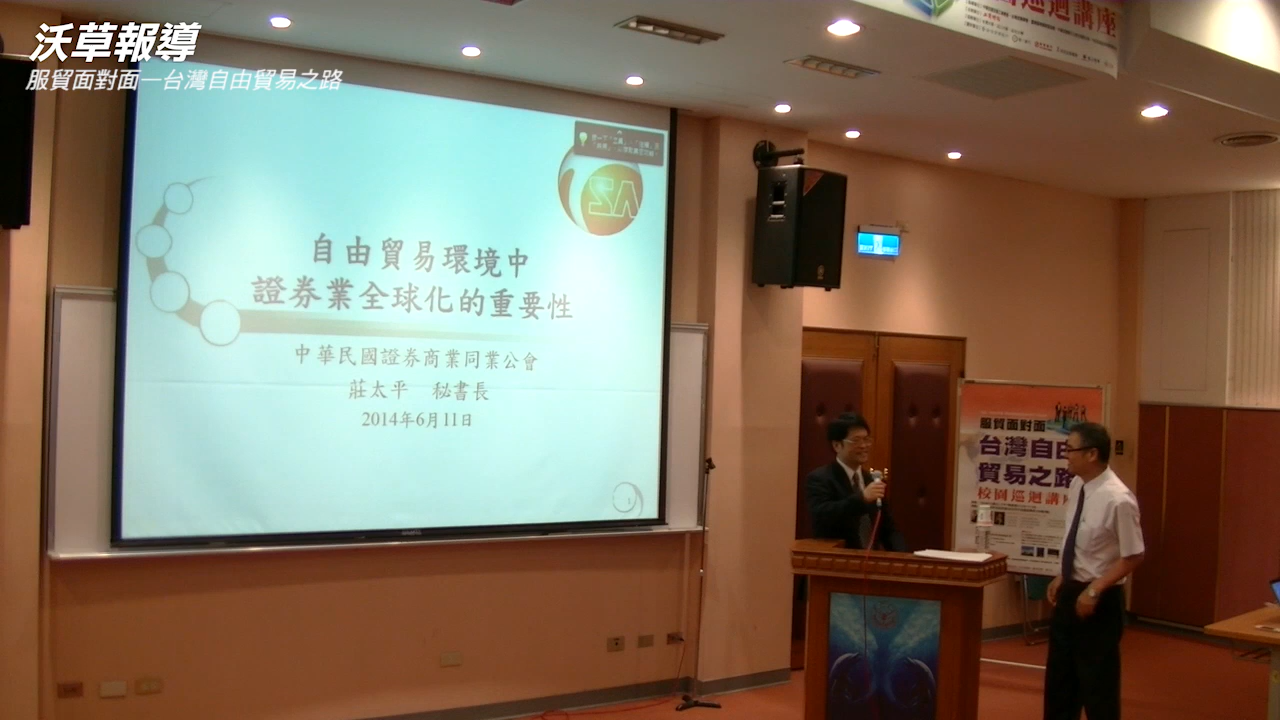 沃草報導
服貿面對面—台灣自由貿易之路
巡迴講座
自由貿易環境中
證券業全球化的重要性
中華民國證券商業同業公會
莊太平 秘書長
2014年6月11日
服貿面對面
台灣自由
貿易之路
校園巡迴講座